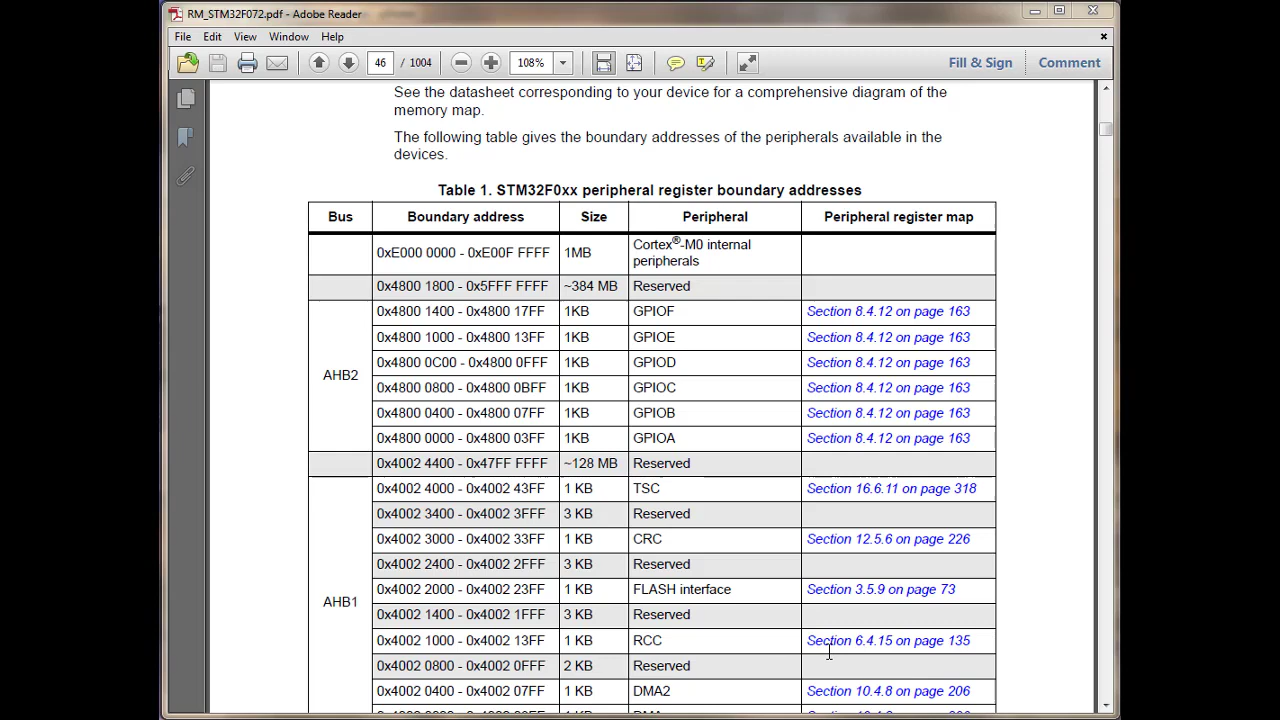 RM_STM32F072.pdf - Adobe Reader
File Edit View Window Help
46 / 1004 108% Fill & Sign Comment
See the datasheet corresponding to your device for a comprehensive diagram of the
memory map.
The following table gives the boundary addresses of the peripherals available in the
devices.
Table 1. STM32F0xx peripheral register boundary addresses
Bus Boundary address Size Peripheral Peripheral register map
0xE000 0000 - 0xE00F FFFF 1MB Cortex®-M0 internal
peripherals
0x4800 1800 - 0x5FFF FFFF ~384 MB Reserved
AHB2
0x4800 1400 - 0x4800 17FF 1KB GPIOF Section 8.4.12 on page 163
0x4800 1000 - 0x4800 13FF 1KB GPIOE Section 8.4.12 on page 163
0x4800 0C00 - 0x4800 0FFF 1KB GPIOD Section 8.4.12 on page 163
0x4800 0800 - 0x4800 0BFF 1KB GPIOC Section 8.4.12 on page 163
0x4800 0400 - 0x4800 07FF 1KB GPIOB Section 8.4.12 on page 163
0x4800 0000 - 0x4800 03FF 1KB GPIOA Section 8.4.12 on page 163
0x4002 4400 - 0x47FF FFFF ~128 MB Reserved
AHB1
0x4002 4000 - 0x4002 43FF 1 KB TSC Section 16.6.11 on page 318
0x4002 3400 - 0x4002 3FFF 3 KB Reserved
0x4002 3000 - 0x4002 33FF 1 KB CRC Section 12.5.6 on page 226
0x4002 2400 - 0x4002 2FFF 3 KB Reserved
0x4002 2000 - 0x4002 23FF 1 KB FLASH interface Section 3.5.9 on page 73
0x4002 1400 - 0x4002 1FFF 3 KB Reserved
0x4002 1000 - 0x4002 13FF 1 KB RCC Section 6.4.15 on page 135
0x4002 0800 - 0x4002 0FFF 2 KB Reserved
0x4002 0400 - 0x4002 07FF 1 KB DMA2 Section 10.4.8 on page 206